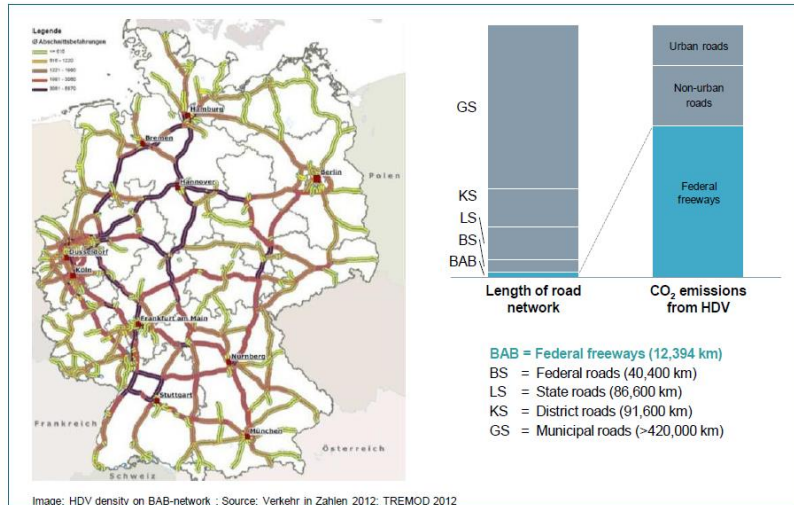 Legende
Ø Abschnittsbefahrungen
Hamburg
Bremen
Berlin
Polen
Hannover
Düsseldorf
Köln
Frankfurt am Main
Nürnberg
Stuttgart
Frankreich
München
Österreich
Schweiz
GS
KS
LS
BS
BAB
Length of road
network
Urban roads
Non-urban
roads
Federal
freeways
CO₂ emissions
from HDV
BAB = Federal freeways (12,394 km)
BS = Federal roads (40,400 km)
LS = State roads (86,600 km)
KS = District roads (91,600 km)
GS = Municipal roads (>420,000 km)
Image: HDV density on BAB-network ; Source: Verkehr in Zahlen 2012; TREMOD 2012